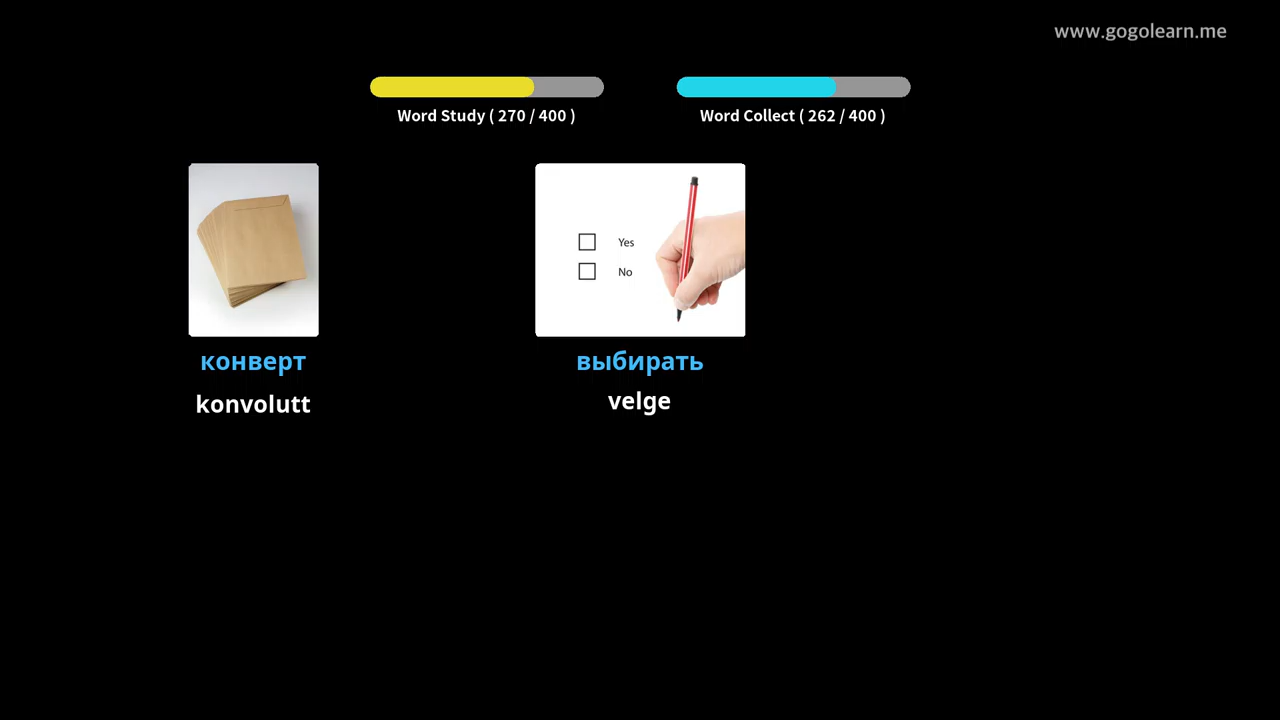 www.gogolearn.me
Word Study ( 270 / 400 )
Word Collect ( 262 / 400 )
Yes
No
конверт
konvolutt
выбирать
velge